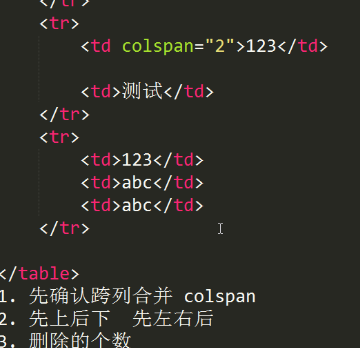 </tr>
<tr>
<td colspan="2">123</td>
<td>测试</td>
</tr>
<tr>
<td>123</td>
<td>abc</td>
<td>abc</td>
</tr>
</table>
1. 先确认跨列合并 colspan
2. 先上后下 先左右后
3. 删除的个数